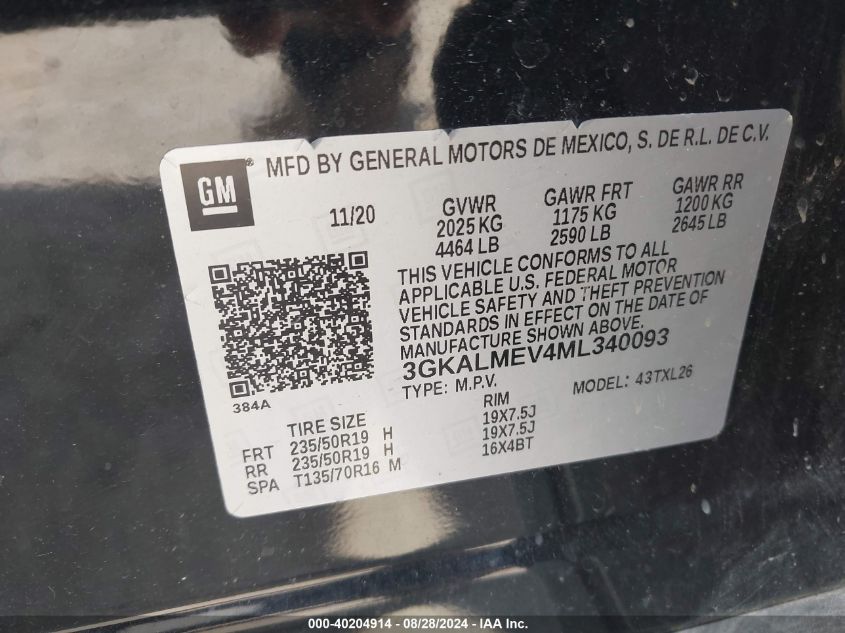 MFD BY GENERAL MOTORS DE MEXICO, S. DE R.L. DE C.V.
GM ®
11/20 GVWR GAWR FRT GAWR RR
2025 KG 1175 KG 1200 KG
4464 LB 2590 LB 2645 LB
THIS VEHICLE CONFORMS TO ALL
APPLICABLE U.S. FEDERAL MOTOR
VEHICLE SAFETY AND THEFT PREVENTION
STANDARDS IN EFFECT ON THE DATE OF
MANUFACTURE SHOWN ABOVE.
3GKALMEV4ML340093
TYPE: M.P.V. MODEL: 43TXL26
384A
TIRE SIZE RIM
FRT 235/50R19 H 19X7.5J
RR 235/50R19 H 19X7.5J
SPA T135/70R16 M 16X4BT
000-40204914 - 08/28/2024 - IAA Inc.